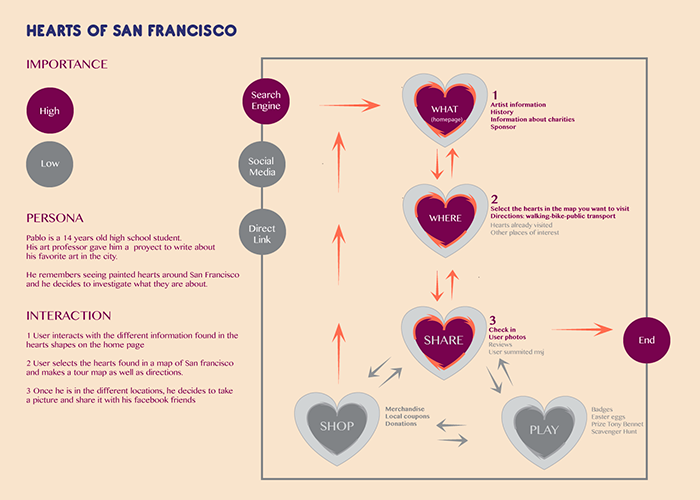 HEARTS OF SAN FRANCISCO
IMPORTANCE
High
Low
PERSONA
Pablo is a 14 years old high school student.
His art professor gave him a proyect to write about
his favorite art in the city.
He remembers seeing painted hearts around San Francisco
and he decides to investigate what they are about.
INTERACTION
1 User interacts with the different information found in the
hearts shapes on the home page
2 User selects the hearts found in a map of San francisco
and makes a tour map as well as directions.
3 Once he is in the different locations, he decides to take
a picture and share it with his facebook friends
Search
Engine
Social
Media
Direct
Link
WHAT
(homepage)
1
Artist information
History
Information about charities
Sponsor
WHERE
2
Select the hearts in the map you want to visit
Directions: walking-bike-public transport
Hearts already visited
Other places of interest
SHARE
3
Check in
User photos
Reviews
User summited emj
End
SHOP
Merchandise
Local coupons
Donations
PLAY
Badges
Easter eggs
Prize Tony Bennet
Scavenger Hunt